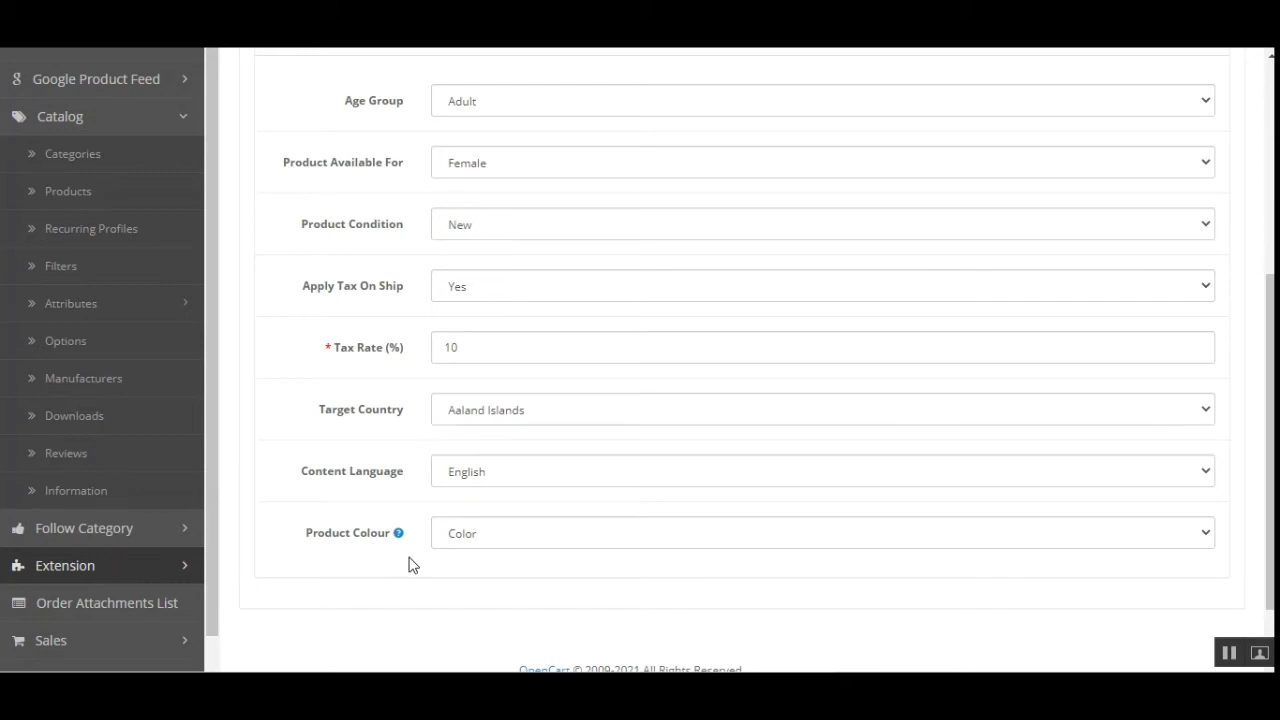 Google Product Feed
Catalog
Categories
Products
Recurring Profiles
Filters
Attributes
Options
Manufacturers
Downloads
Reviews
Information
Follow Category
Extension
Order Attachments List
Sales
Age Group Adult
Product Available For Female
Product Condition New
Apply Tax On Ship Yes
* Tax Rate (%) 10
Target Country Aaland Islands
Content Language English
Product Colour ? Color
OpenCart © 2009-2021 All Rights Reserved.